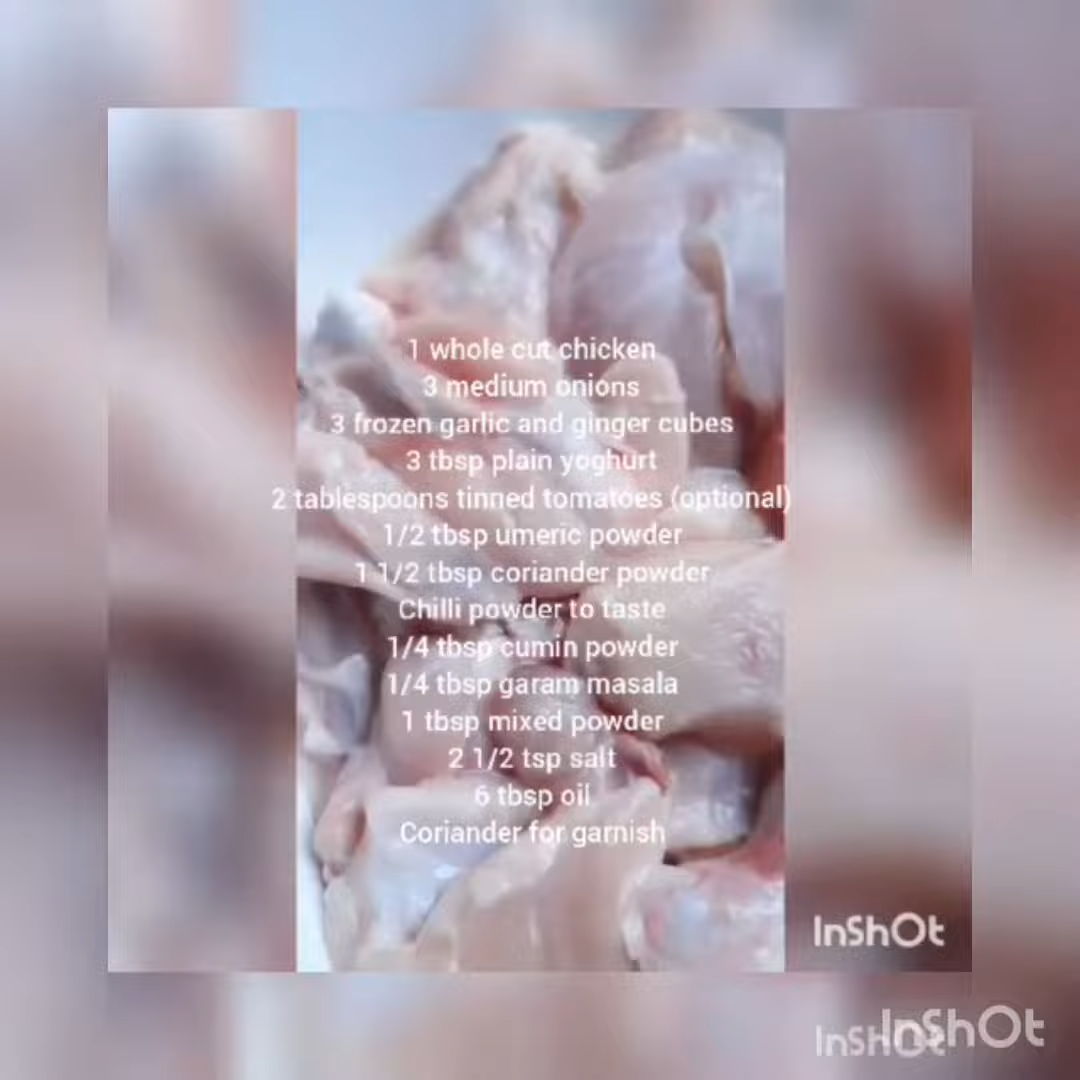 1 whole cut chicken
3 medium onions
3 frozen garlic and ginger cubes
3 tbsp plain yoghurt
2 tablespoons tinned tomatoes (optional)
1/2 tbsp umeric powder
1 1/2 tbsp coriander powder
Chilli powder to taste
1/4 tbsp cumin powder
1/4 tbsp garam masala
1 tbsp mixed powder
2 1/2 tsp salt
6 tbsp oil
Coriander for garnish
InShOt
InShOt
InShOt